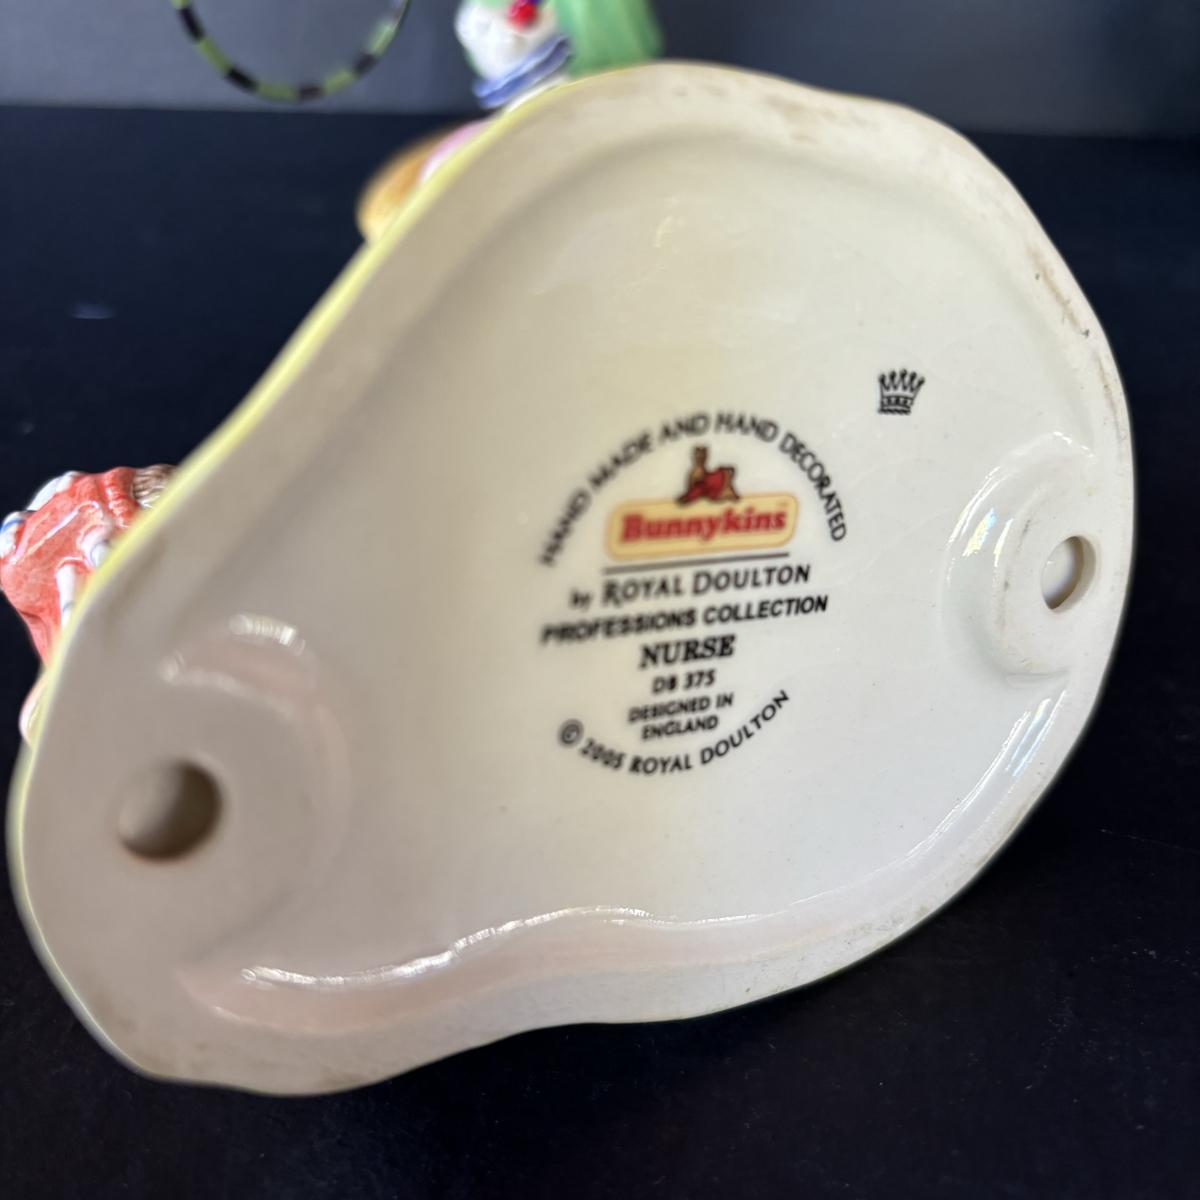 HAND MADE AND HAND DECORATED
Bunnykins
by ROYAL DOULTON
PROFESSIONS COLLECTION
NURSE
DB 375
DESIGNED IN
ENGLAND
© 2005 ROYAL DOULTON